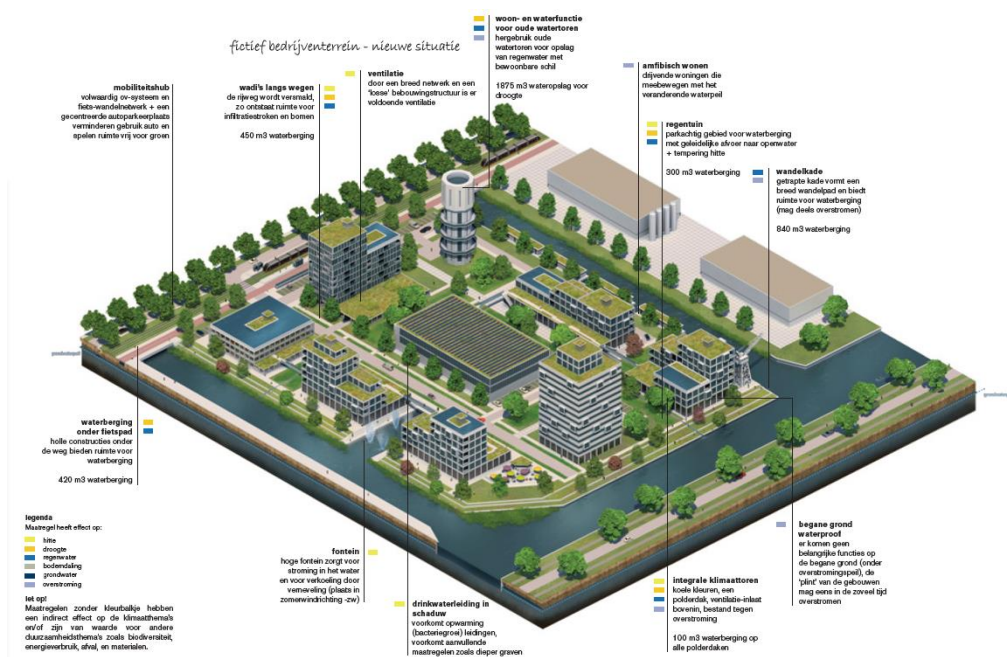 fictief bedrijventerrein - nieuwe situatie
woon- en waterfunctie
voor oude watertoren
hergebruik oude
watertoren voor opslag
van regenwater met
bewoonbare schil
1875 m3 wateropslag voor
droogte
mobiliteitshub
volwaardig ov-systeem en
fiets-wandelnetwerk + een
gecentreerde autoparkeerplaats
verminderen gebruik auto en
spelen ruimte vrij voor groen
wadi's langs wegen
de rijweg wordt versmald,
zo ontstaat ruimte voor
infiltratiestroken en bomen
450 m3 waterberging
ventilatie
door een breed netwerk en een
'losse' bebouwingstructuur is er
voldoende ventilatie
amfibisch wonen
drijvende woningen die
meebewegen met het
veranderende waterpeil
regentuin
parkachtig gebied voor waterberging
met geleidelijke afvoer naar openwater
+ tempering hitte
300 m3 waterberging
wandelkade
getrapte kade vormt een
breed wandelpad en biedt
ruimte voor waterberging
(mag deels overstromen)
840 m3 waterberging
waterberging
onder fietspad
holle constructies onder
de weg bieden ruimte voor
waterberging
420 m3 waterberging
legenda
Maatregel heeft effect op:
hitte
droogte
regenwater
bodemdaling
grondwater
overstroming
let op!
Maatregelen zonder kleurbalkje hebben
een indirect effect op de klimaatthema's
en/of zijn van waarde voor andere
duurzaamheidsthema's zoals biodiversiteit,
energieverbruik, afval, en materialen.
fontein
hoge fontein zorgt voor
stroming in het water
en voor verkoeling door
verneveling (plaats in
zomerwindrichting -zw)
drinkwaterleiding in
schaduw
voorkomt opwarming
(bacteriegroei) leidingen,
voorkomt aanvullende
maatregelen zoals dieper graven
integrale klimaattoren
koele kleuren, een
polderdak, ventilatie-inlaat
bovenin, bestand tegen
overstroming
100 m3 waterberging op
alle polderdaken
begane grond
waterproof
er komen geen
belangrijke functies op
de begane grond (onder
overstromingspeil), de
'plint' van de gebouwen
mag eens in de zoveel tijd
overstromen